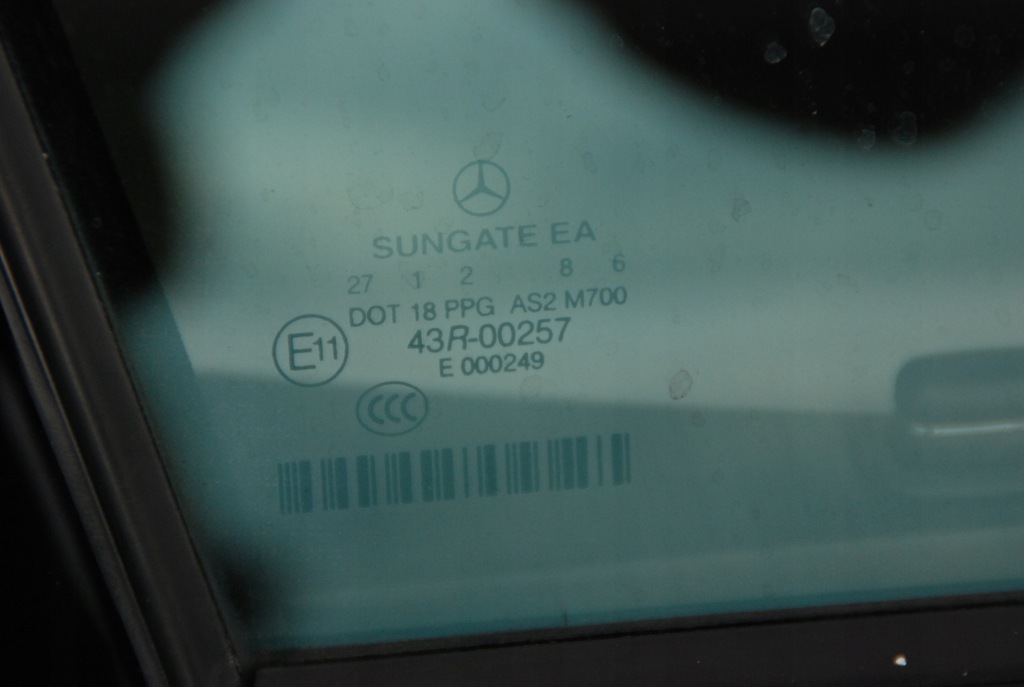 SUNGATE EA
27 1 2 8 6
DOT 18 PPG AS2 M700
E11
43R-00257
E 000249
CCC